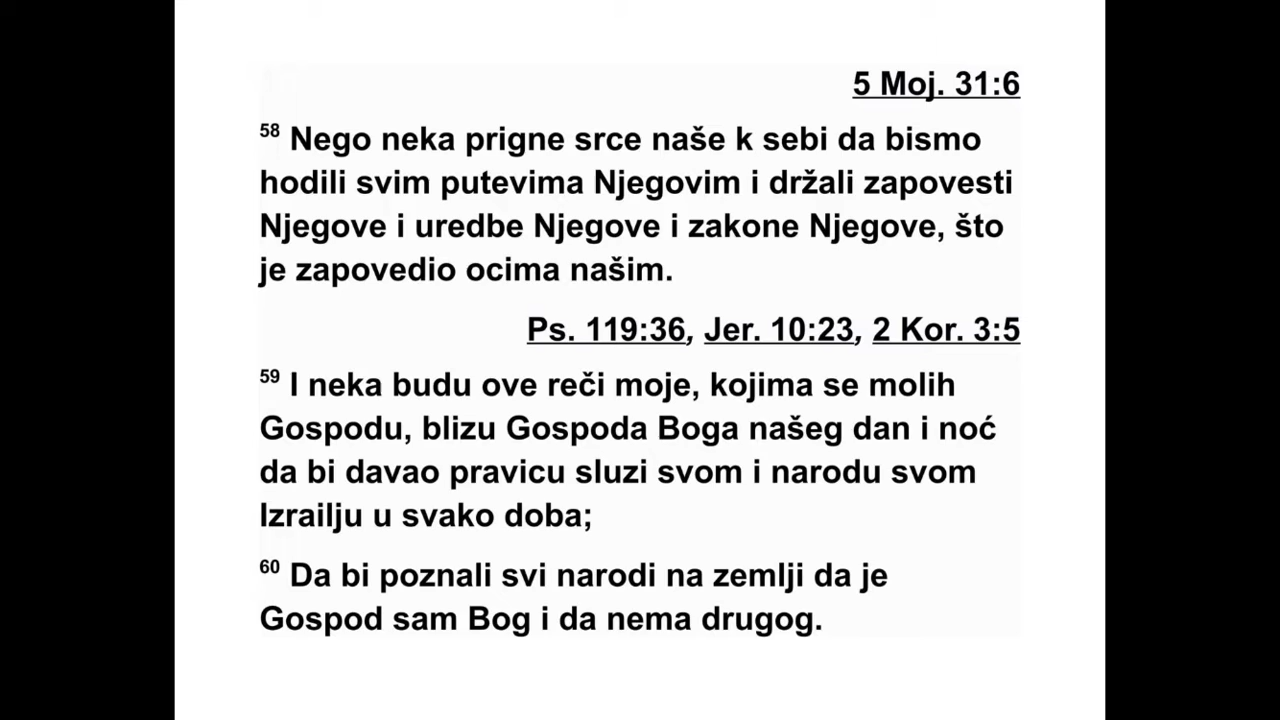 5 Moj. 31:6
58 Nego neka prigne srce naše k sebi da bismo
hodili svim putevima Njegovim i držali zapovesti
Njegove i uredbe Njegove i zakone Njegove, što
je zapovedio ocima našim.
Ps. 119:36, Jer. 10:23, 2 Kor. 3:5
59 I neka budu ove reči moje, kojima se molih
Gospodu, blizu Gospoda Boga našeg dan i noć
da bi davao pravicu sluzi svom i narodu svom
Izrailju u svako doba;
60 Da bi poznali svi narodi na zemlji da je
Gospod sam Bog i da nema drugog.